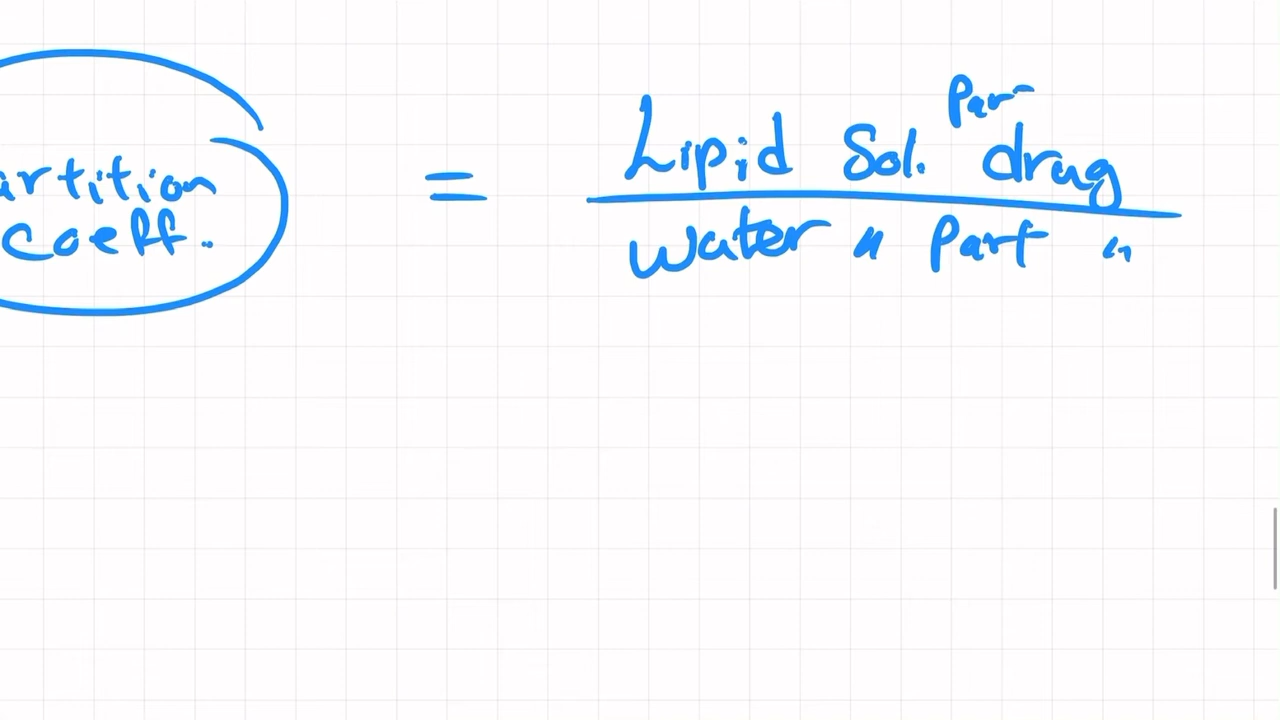 artition
coeff.
=
Par
Lipid Sol. drug
water " Part "